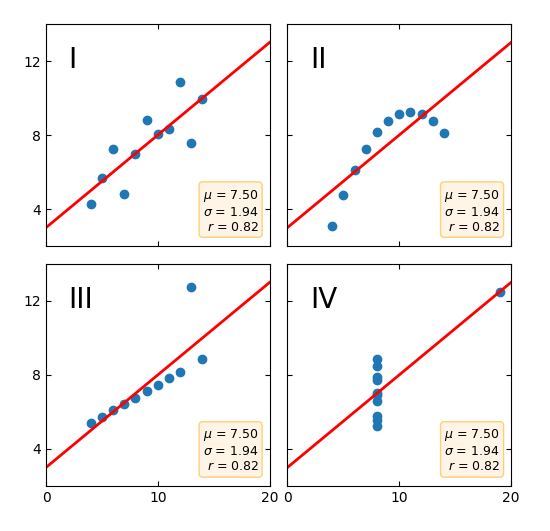 I
12
8
4
μ = 7.50
σ = 1.94
r = 0.82
II
μ = 7.50
σ = 1.94
r = 0.82
III
12
8
4
μ = 7.50
σ = 1.94
r = 0.82
0 10 20
IV
μ = 7.50
σ = 1.94
r = 0.82
0 10 20